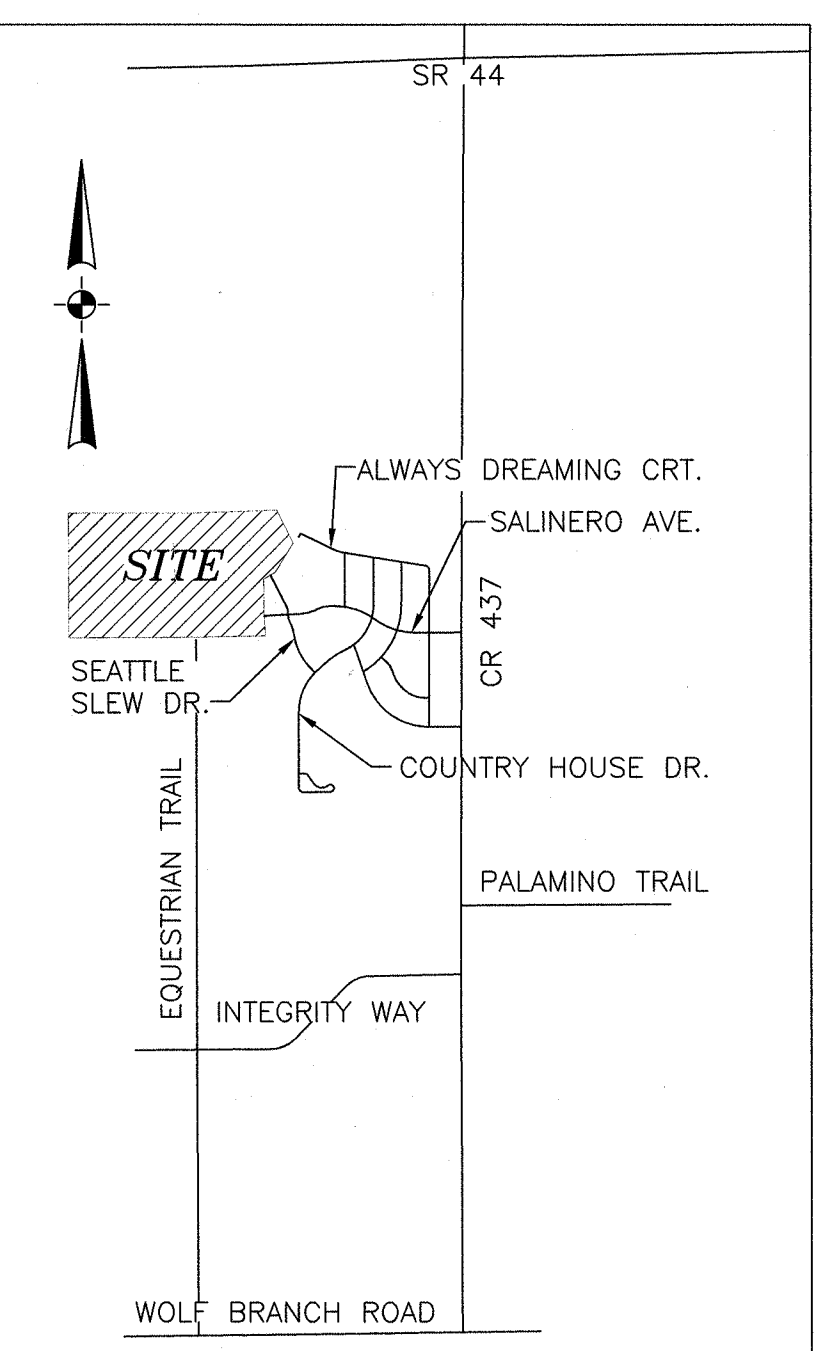 SR 44
ALWAYS DREAMING CRT.
SALINERO AVE.
SITE
CR 437
SEATTLE
SLEW DR.
COUNTRY HOUSE DR.
EQUESTRIAN TRAIL
PALAMINO TRAIL
INTEGRITY WAY
WOLF BRANCH ROAD